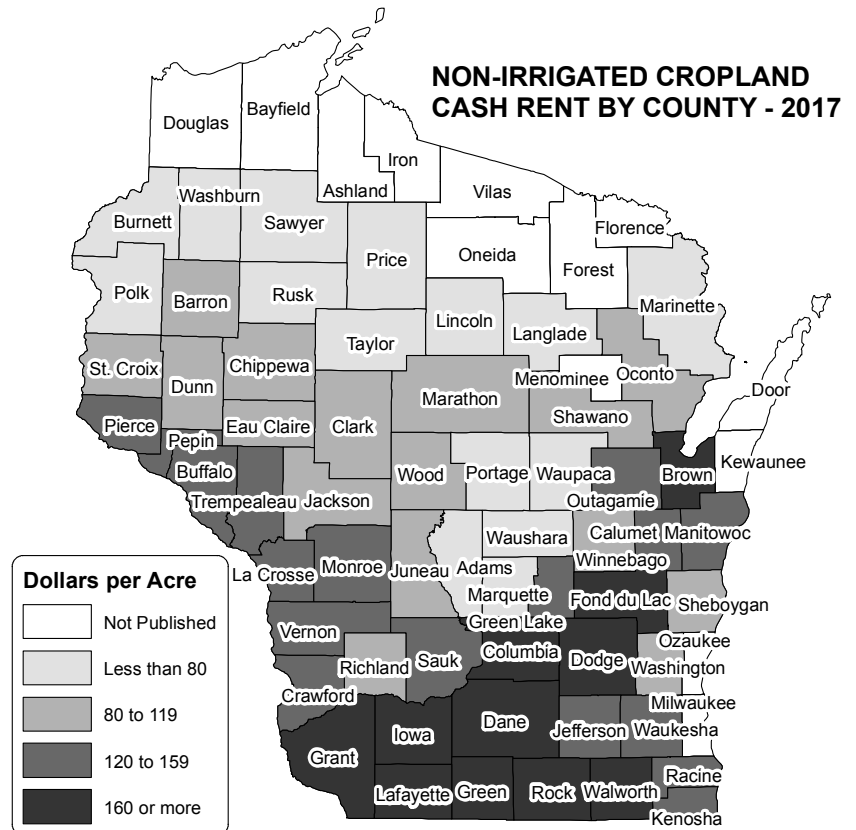 NON-IRRIGATED CROPLAND
CASH RENT BY COUNTY - 2017
Douglas
Bayfield
Iron
Ashland
Vilas
Washburn
Burnett
Sawyer
Florence
Price
Oneida
Forest
Polk
Barron
Rusk
Marinette
Lincoln
Langlade
Taylor
St. Croix
Chippewa
Menominee
Oconto
Dunn
Door
Marathon
Shawano
Pierce
Eau Claire
Clark
Pepin
Buffalo
Wood
Portage
Waupaca
Brown
Kewaunee
Trempealeau
Jackson
Outagamie
Waushara
Calumet
Manitowoc
Winnebago
La Crosse
Monroe
Juneau
Adams
Marquette
Fond du Lac
Sheboygan
Green Lake
Vernon
Columbia
Ozaukee
Richland
Sauk
Dodge
Washington
Crawford
Milwaukee
Dane
Jefferson
Waukesha
Iowa
Grant
Racine
Lafayette
Green
Rock
Walworth
Kenosha
Dollars per Acre
Not Published
Less than 80
80 to 119
120 to 159
160 or more